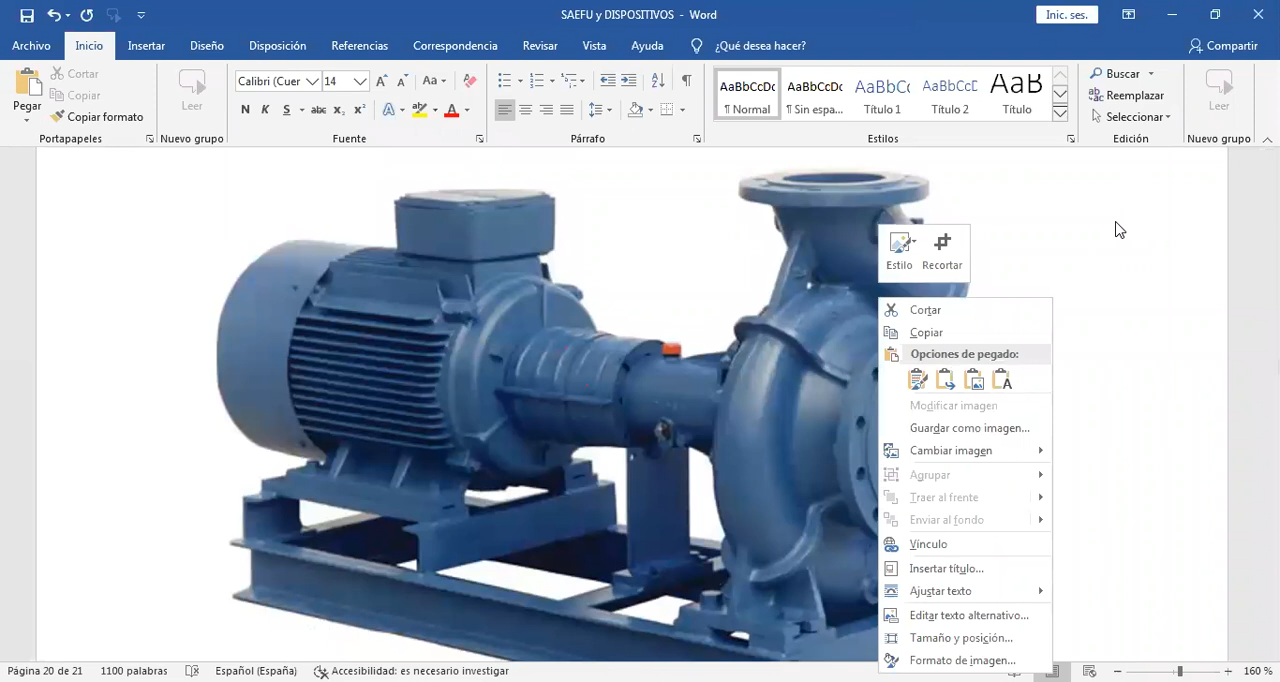 SAEFU y DISPOSITIVOS - Word
Inic. ses.
Archivo Inicio Insertar Diseño Disposición Referencias Correspondencia Revisar Vista Ayuda ¿Qué desea hacer? Compartir
Pegar
Cortar
Copiar
Copiar formato
Portapapeles
Leer
Nuevo grupo
Calibri (Cuer 14
Aa
N K S abc x₂ x² A A
Fuente
Párrafo
AaBbCcDc
¶ Normal
AaBbCcDc
¶ Sin espa...
AaBbCc
Título 1
AaBbCcD
Título 2
AaB
Título
Estilos
Buscar
Reemplazar
Seleccionar
Edición
Leer
Nuevo grupo
Estilo Recortar
Cortar
Copiar
Opciones de pegado:
Modificar imagen
Guardar como imagen...
Cambiar imagen
Agrupar
Traer al frente
Enviar al fondo
Vínculo
Insertar título...
Ajustar texto
Editar texto alternativo...
Tamaño y posición...
Formato de imagen...
Página 20 de 21 1100 palabras Español (España) Accesibilidad: es necesario investigar 160 %